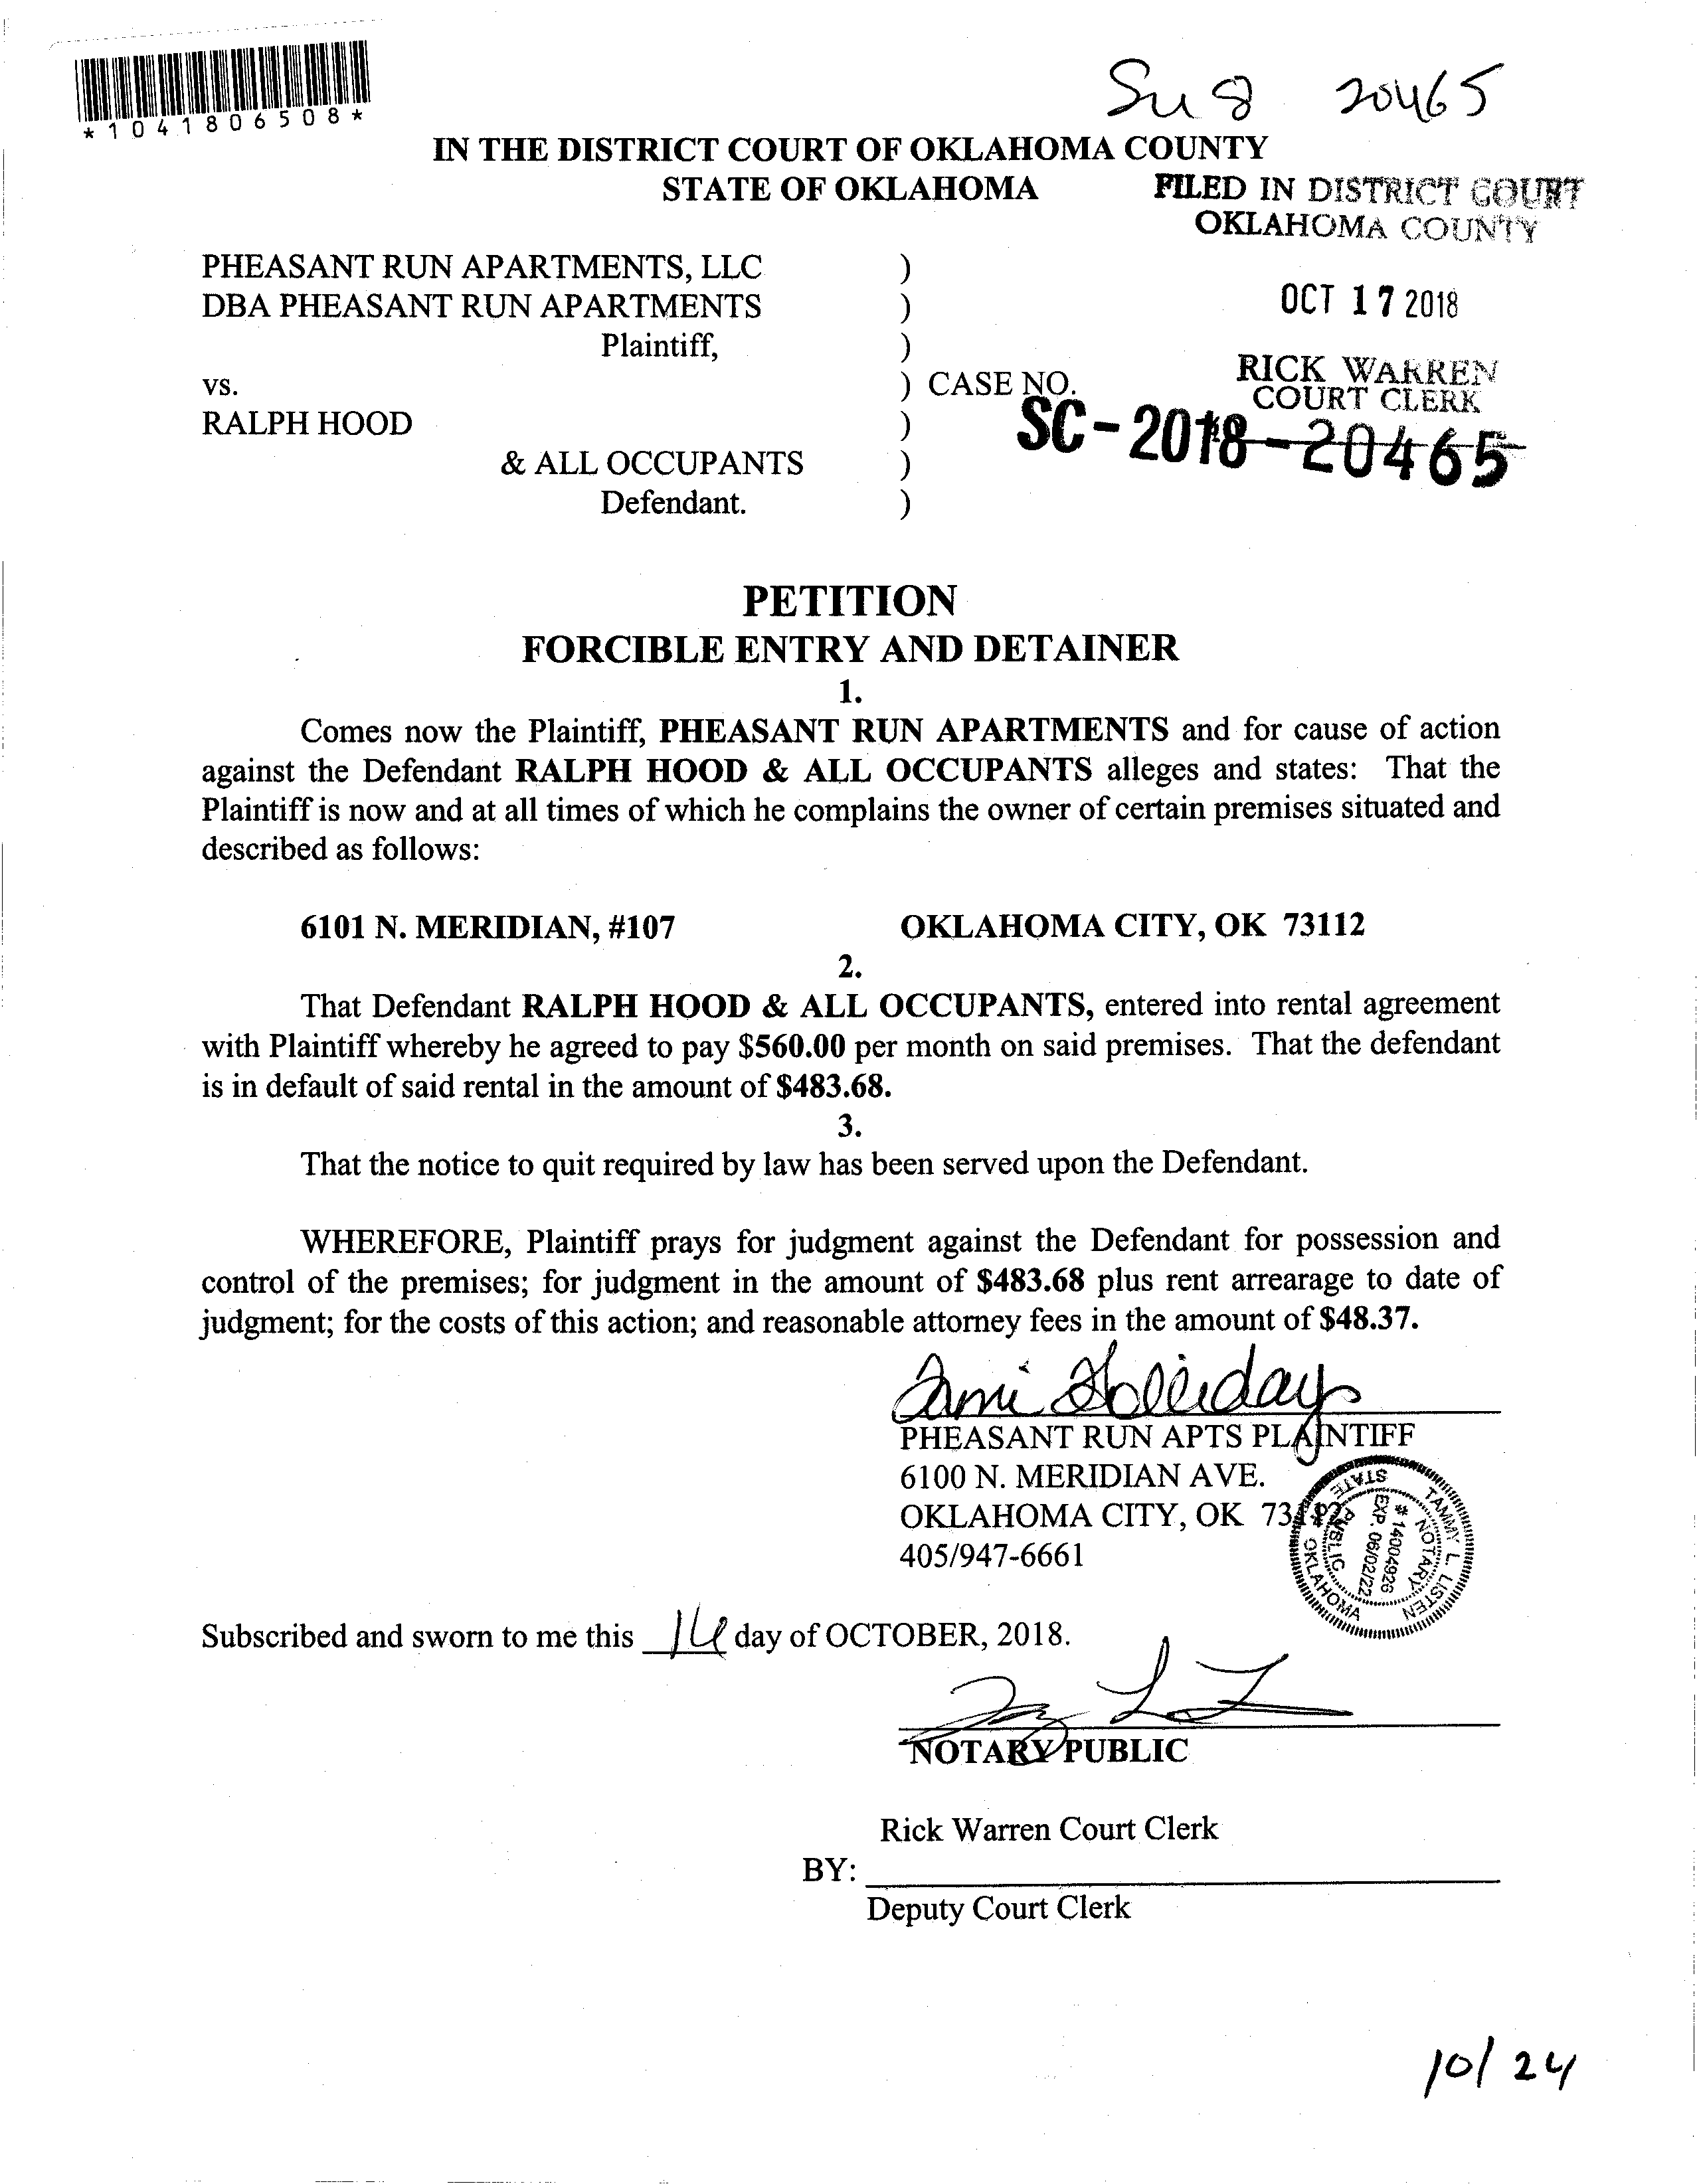 *1041806508*
20465
IN THE DISTRICT COURT OF OKLAHOMA COUNTY
STATE OF OKLAHOMA
FILED IN DISTRICT COURT
OKLAHOMA COUNTY
PHEASANT RUN APARTMENTS, LLC )
DBA PHEASANT RUN APARTMENTS )
OCT 17 2018
Plaintiff, )
RICK WARREN
COURT CLERK
vs. ) CASE NO.
SC-2018-20465
RALPH HOOD )
& ALL OCCUPANTS )
Defendant. )
PETITION
FORCIBLE ENTRY AND DETAINER
1.
Comes now the Plaintiff, PHEASANT RUN APARTMENTS and for cause of action
against the Defendant RALPH HOOD & ALL OCCUPANTS alleges and states: That the
Plaintiff is now and at all times of which he complains the owner of certain premises situated and
described as follows:
6101 N. MERIDIAN, #107 OKLAHOMA CITY, OK 73112
2.
That Defendant RALPH HOOD & ALL OCCUPANTS, entered into rental agreement
with Plaintiff whereby he agreed to pay $560.00 per month on said premises. That the defendant
is in default of said rental in the amount of $483.68.
3.
That the notice to quit required by law has been served upon the Defendant.
WHEREFORE, Plaintiff prays for judgment against the Defendant for possession and
control of the premises; for judgment in the amount of $483.68 plus rent arrearage to date of
judgment; for the costs of this action; and reasonable attorney fees in the amount of $48.37.
Jami Holliday
PHEASANT RUN APTS PLAINTIFF
6100 N. MERIDIAN AVE.
OKLAHOMA CITY, OK 73112
405/947-6661
TAMMY L. LISTEN
NOTARY PUBLIC
# 14004926
EXP. 06/02/22
STATE OKLAHOMA
Subscribed and sworn to me this day of OCTOBER, 2018.
NOTARY PUBLIC
Rick Warren Court Clerk
BY:
Deputy Court Clerk
10/24